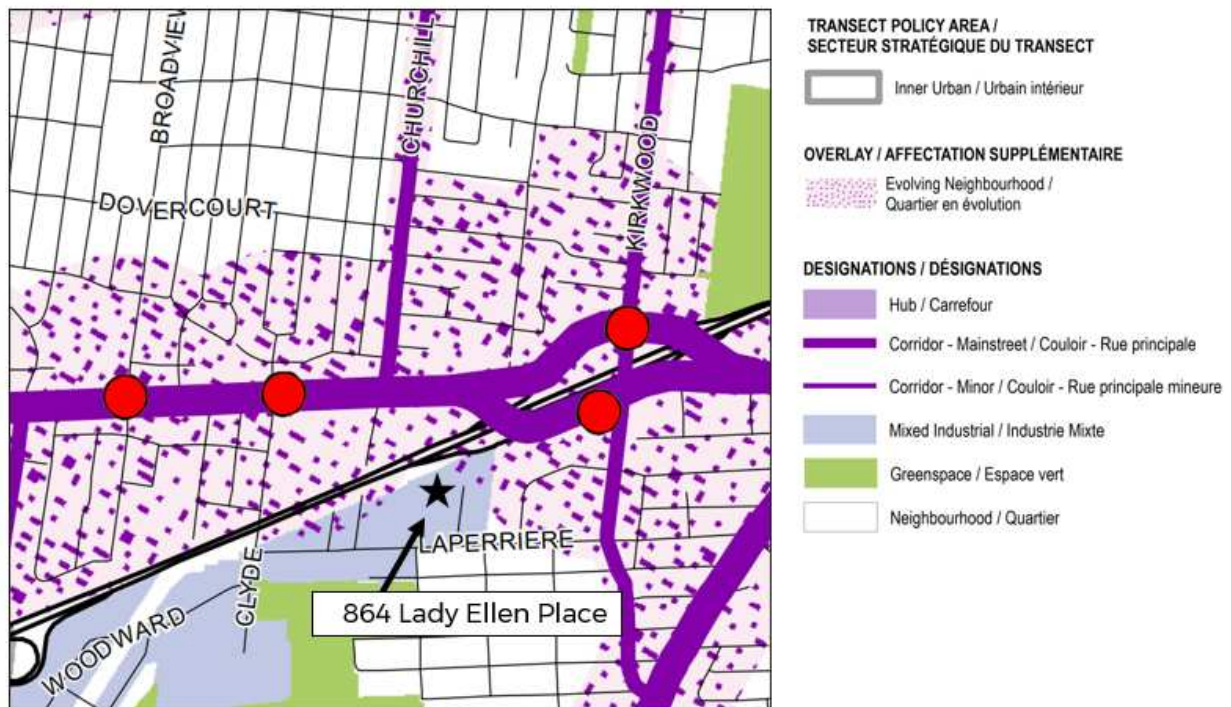 BROADVIEW
CHURCHILL
KIRKWOOD
DOVERCOURT
CLYDE
LAPERRIERE
864 Lady Ellen Place
WOODWARD
TRANSECT POLICY AREA /
SECTEUR STRATÉGIQUE DU TRANSECT
Inner Urban / Urbain intérieur
OVERLAY / AFFECTATION SUPPLÉMENTAIRE
Evolving Neighbourhood /
Quartier en évolution
DESIGNATIONS / DÉSIGNATIONS
Hub / Carrefour
Corridor - Mainstreet / Couloir - Rue principale
Corridor - Minor / Couloir - Rue principale mineure
Mixed Industrial / Industrie Mixte
Greenspace / Espace vert
Neighbourhood / Quartier